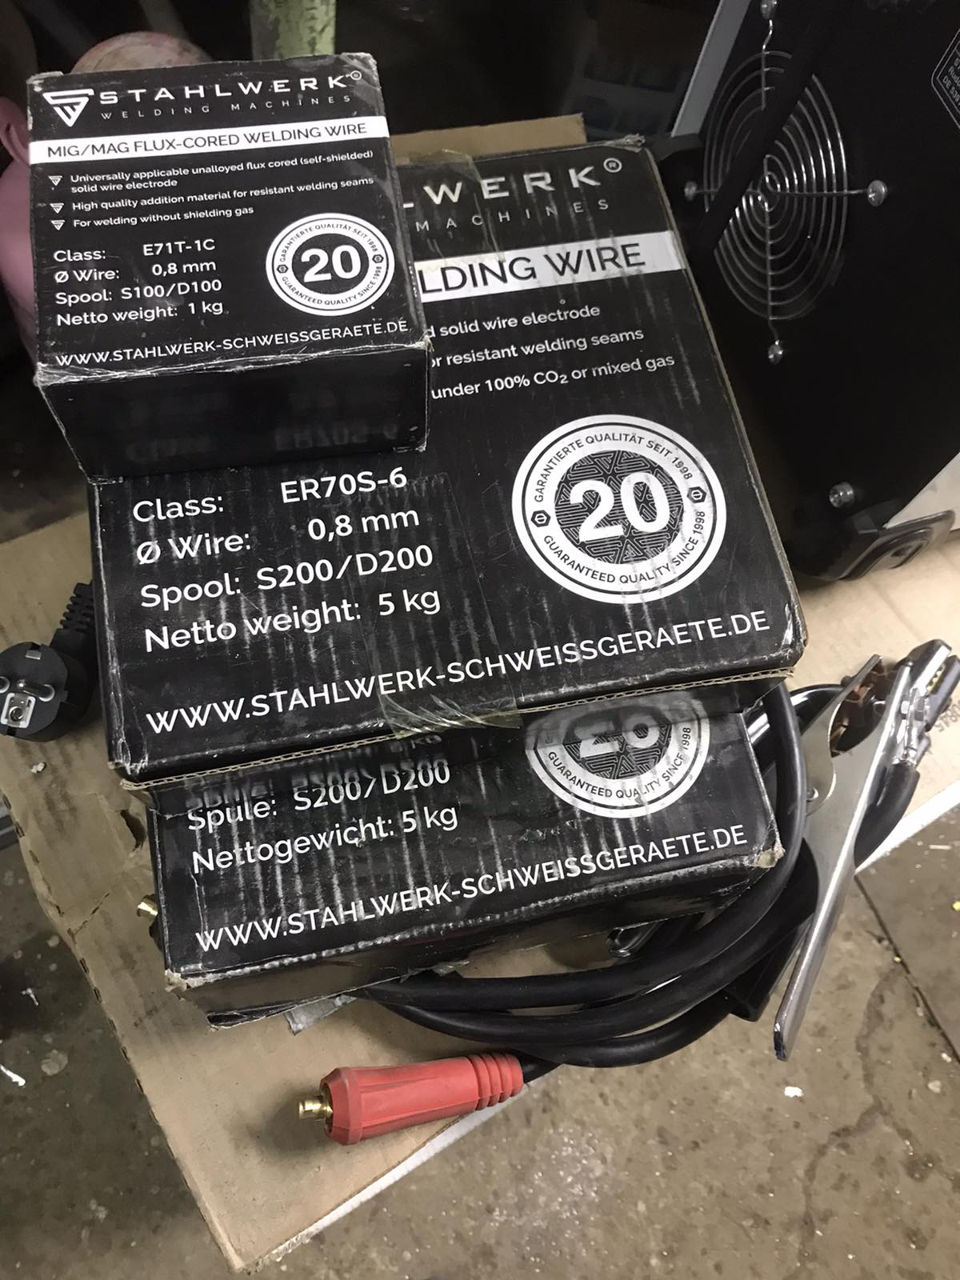 STAHLWERK®
WELDING MACHINES
MIG/MAG FLUX-CORED WELDING WIRE
Universally applicable unalloyed flux cored (self-shielded)
solid wire electrode
High quality addition material for resistant welding seams
For welding without shielding gas
Class: E71T-1C
Ø Wire: 0,8 mm
Spool: S100/D100
Netto weight: 1 kg
GARANTIERTE QUALITÄT SEIT 1998
20
GUARANTEED QUALITY SINCE 1998
WWW.STAHLWERK-SCHWEISSGERAETE.DE
LWERK®
MACHINES
LDING WIRE
d solid wire electrode
or resistant welding seams
under 100% CO2 or mixed gas
Class: ER70S-6
Ø Wire: 0,8 mm
Spool: S200/D200
Netto weight: 5 kg
GARANTIERTE QUALITÄT SEIT 1998
20
GUARANTEED QUALITY SINCE 1998
WWW.STAHLWERK-SCHWEISSGERAETE.DE
Spule: S200/D200
Nettogewicht: 5 kg
20
GUARANTEED QUALITY SINCE 1998
WWW.STAHLWERK-SCHWEISSGERAETE.DE